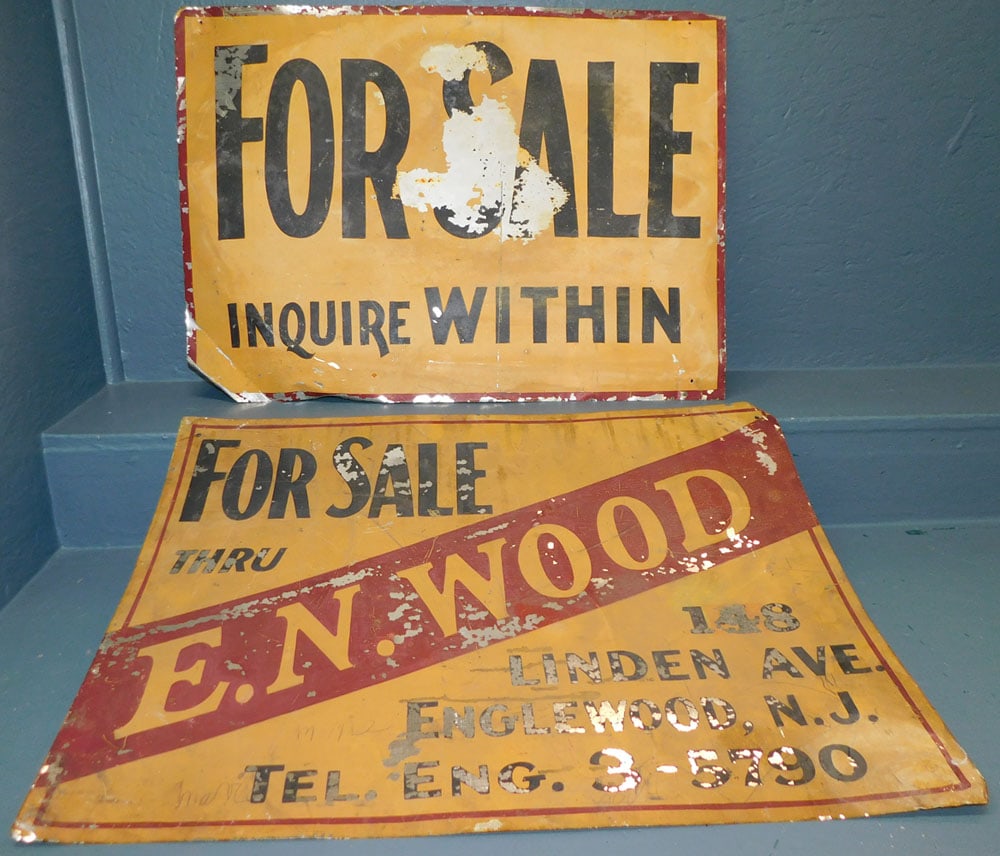 FOR SALE
INQUIRE WITHIN
FOR SALE
THRU
E.N.WOOD
148
LINDEN AVE.
ENGLEWOOD, N.J.
TEL. ENG. 3-5790